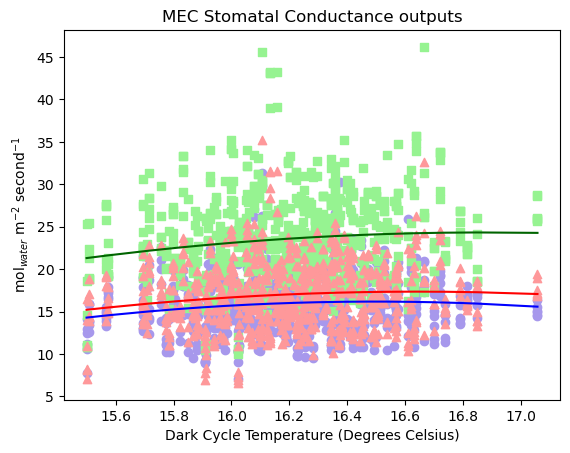 MEC Stomatal Conductance outputs
45
40
35
30
25
20
15
10
5
mol_water m⁻² second⁻¹
15.6 15.8 16.0 16.2 16.4 16.6 16.8 17.0
Dark Cycle Temperature (Degrees Celsius)